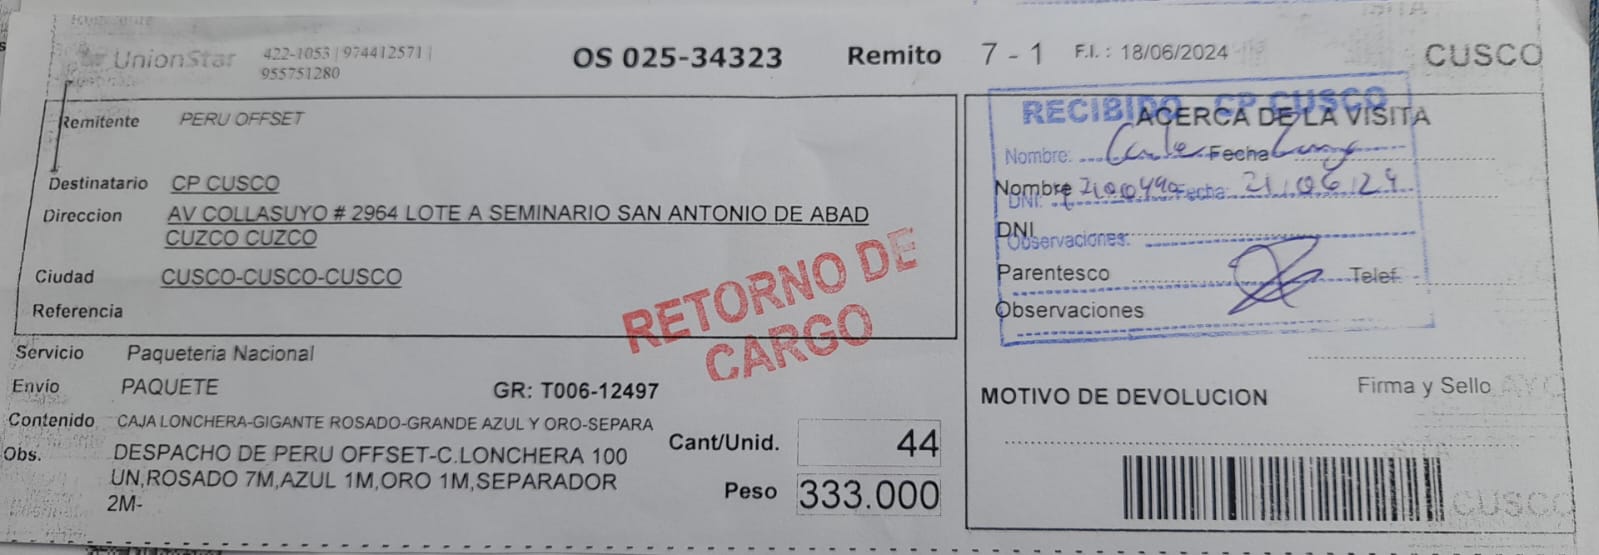 UnionStar
422-1053 | 974412571 |
955751280
OS 025-34323
Remito 7 - 1
F.I. : 18/06/2024
CUSCO
Remitente PERU OFFSET
Destinatario CP CUSCO
Direccion AV COLLASUYO # 2964 LOTE A SEMINARIO SAN ANTONIO DE ABAD
CUZCO CUZCO
Ciudad CUSCO-CUSCO-CUSCO
Referencia
RETORNO DE
CARGO
Servicio Paqueteria Nacional
Envio PAQUETE
GR: T006-12497
Contenido CAJA LONCHERA-GIGANTE ROSADO-GRANDE AZUL Y ORO-SEPARA
Obs. DESPACHO DE PERU OFFSET-C.LONCHERA 100
UN,ROSADO 7M,AZUL 1M,ORO 1M,SEPARADOR
2M-
Cant/Unid. 44
Peso 333.000
RECIBIDO CP CUSCO
ACERCA DE LA VISITA
Nombre: Fecha
Nombre Fecha: 21/06/24
DNI:
DNI
Observaciones:
Parentesco Telef.
Observaciones
Firma y Sello
MOTIVO DE DEVOLUCION
CUSCO